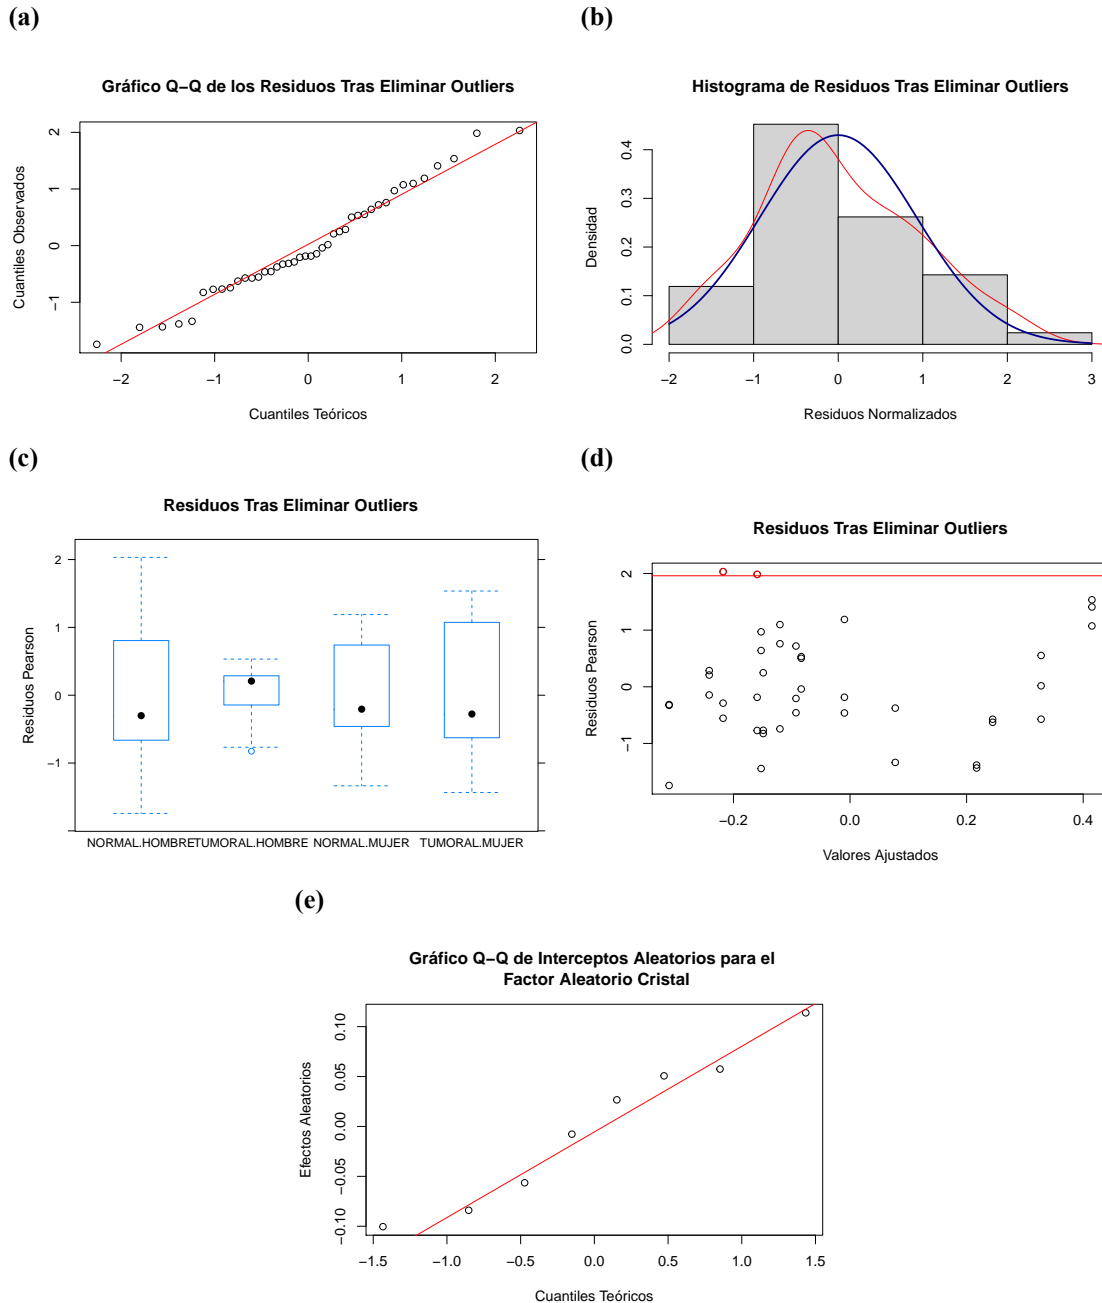 (a)
Gráfico Q−Q de los Residuos Tras Eliminar Outliers
Cuantiles Observados
2
1
0
−1
−2
−1
0
1
2
Cuantiles Teóricos
(b)
Histograma de Residuos Tras Eliminar Outliers
Densidad
0.4
0.3
0.2
0.1
0.0
−2
−1
0
1
2
3
Residuos Normalizados
(c)
Residuos Tras Eliminar Outliers
Residuos Pearson
2
1
0
−1
NORMAL.HOMBRE
TUMORAL.HOMBRE
NORMAL.MUJER
TUMORAL.MUJER
(d)
Residuos Tras Eliminar Outliers
Residuos Pearson
2
1
0
−1
−0.2
0.0
0.2
0.4
Valores Ajustados
(e)
Gráfico Q−Q de Interceptos Aleatorios para el
Factor Aleatorio Cristal
Efectos Aleatorios
0.10
0.05
0.00
−0.05
−0.10
−1.5
−1.0
−0.5
0.0
0.5
1.0
1.5
Cuantiles Teóricos